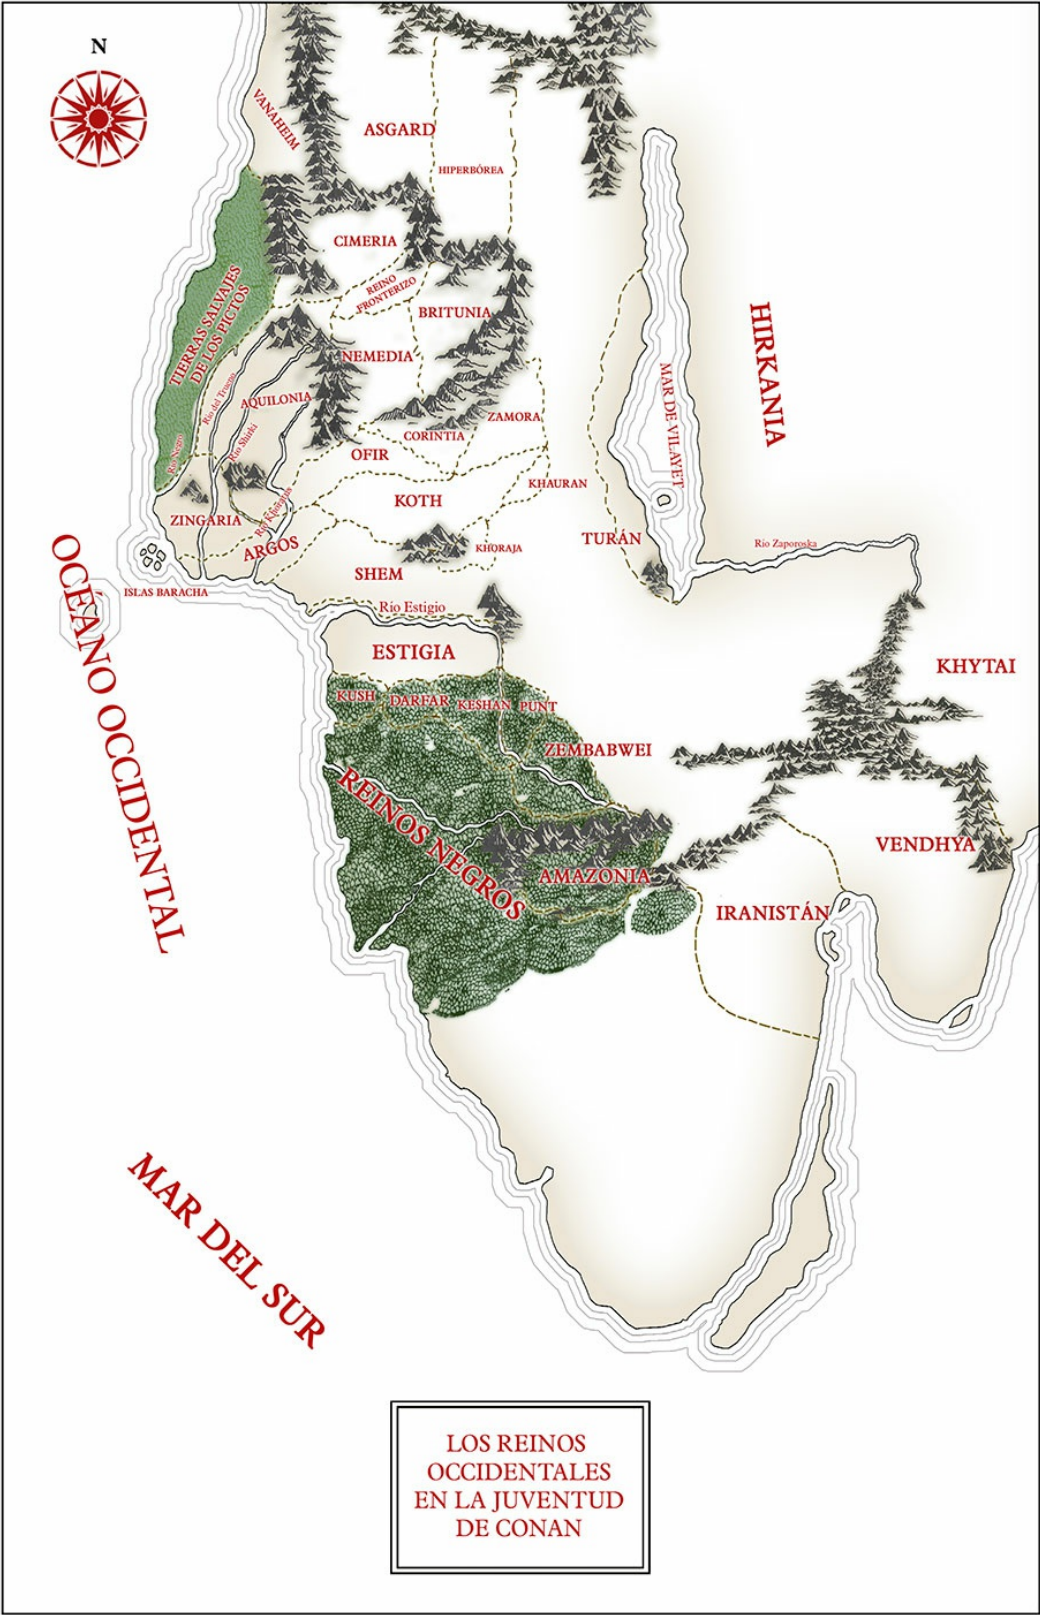 N
VANAHEIM
ASGARD
HIPERBÓREA
CIMERIA
REINO
FRONTERIZO
TIERRAS SALVAJES
DE LOS PICTOS
BRITUNIA
NEMEDIA
HIRKANIA
MAR DE VILAYET
Río del Trueno
AQUILONIA
Río Shirki
ZAMORA
CORINTIA
OFIR
Río Negro
KHAURAN
KOTH
Río Khorotas
ZINGARIA
ARGOS
TURÁN
KHORAJA
Río Zaporoska
SHEM
ISLAS BARACHA
Río Estigio
OCÉANO OCCIDENTAL
ESTIGIA
KHYTAI
KUSH
DARFAR
KESHÁN
PUNT
ZEMBABWEI
REINOS NEGROS
VENDHYA
AMAZONIA
IRANISTÁN
MAR DEL SUR
LOS REINOS
OCCIDENTALES
EN LA JUVENTUD
DE CONAN